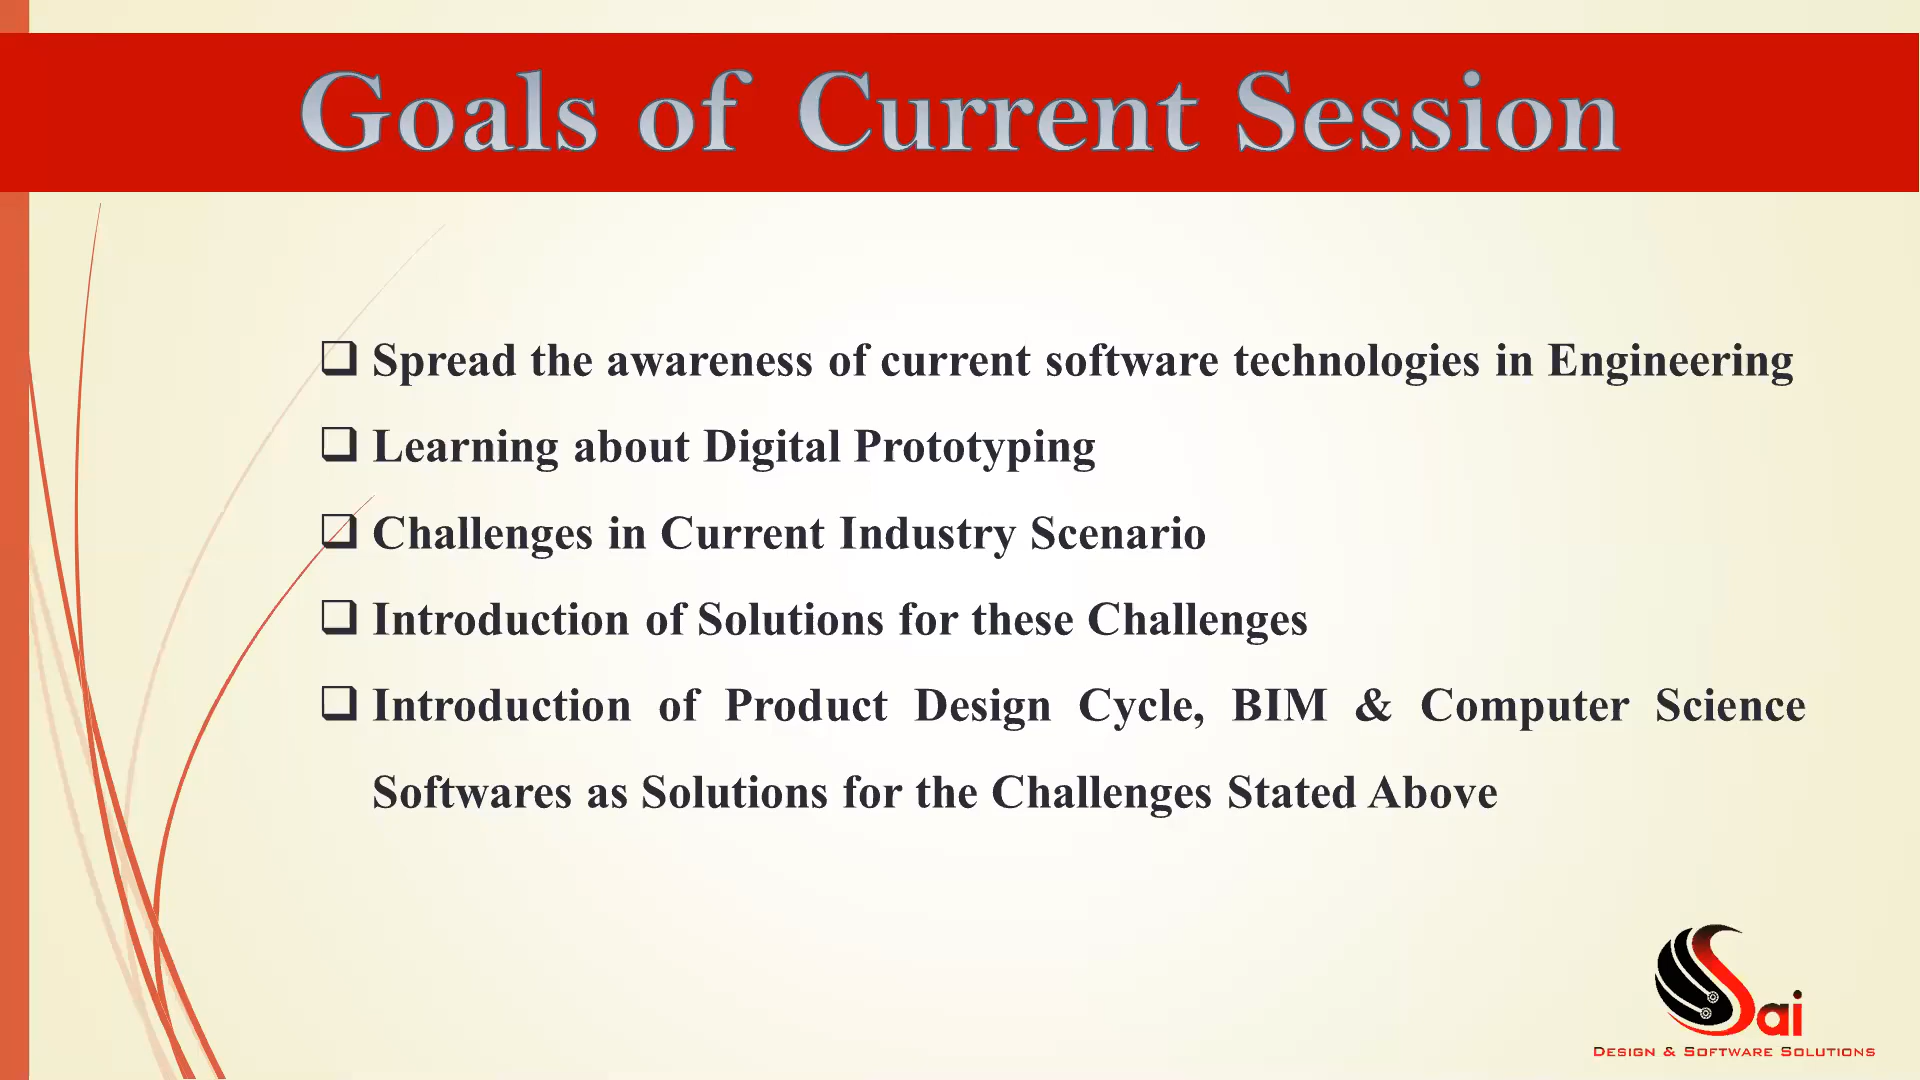 Goals of Current Session
Spread the awareness of current software technologies in Engineering
Learning about Digital Prototyping
Challenges in Current Industry Scenario
Introduction of Solutions for these Challenges
Introduction of Product Design Cycle, BIM & Computer Science
Softwares as Solutions for the Challenges Stated Above
Sai
Design & Software Solutions